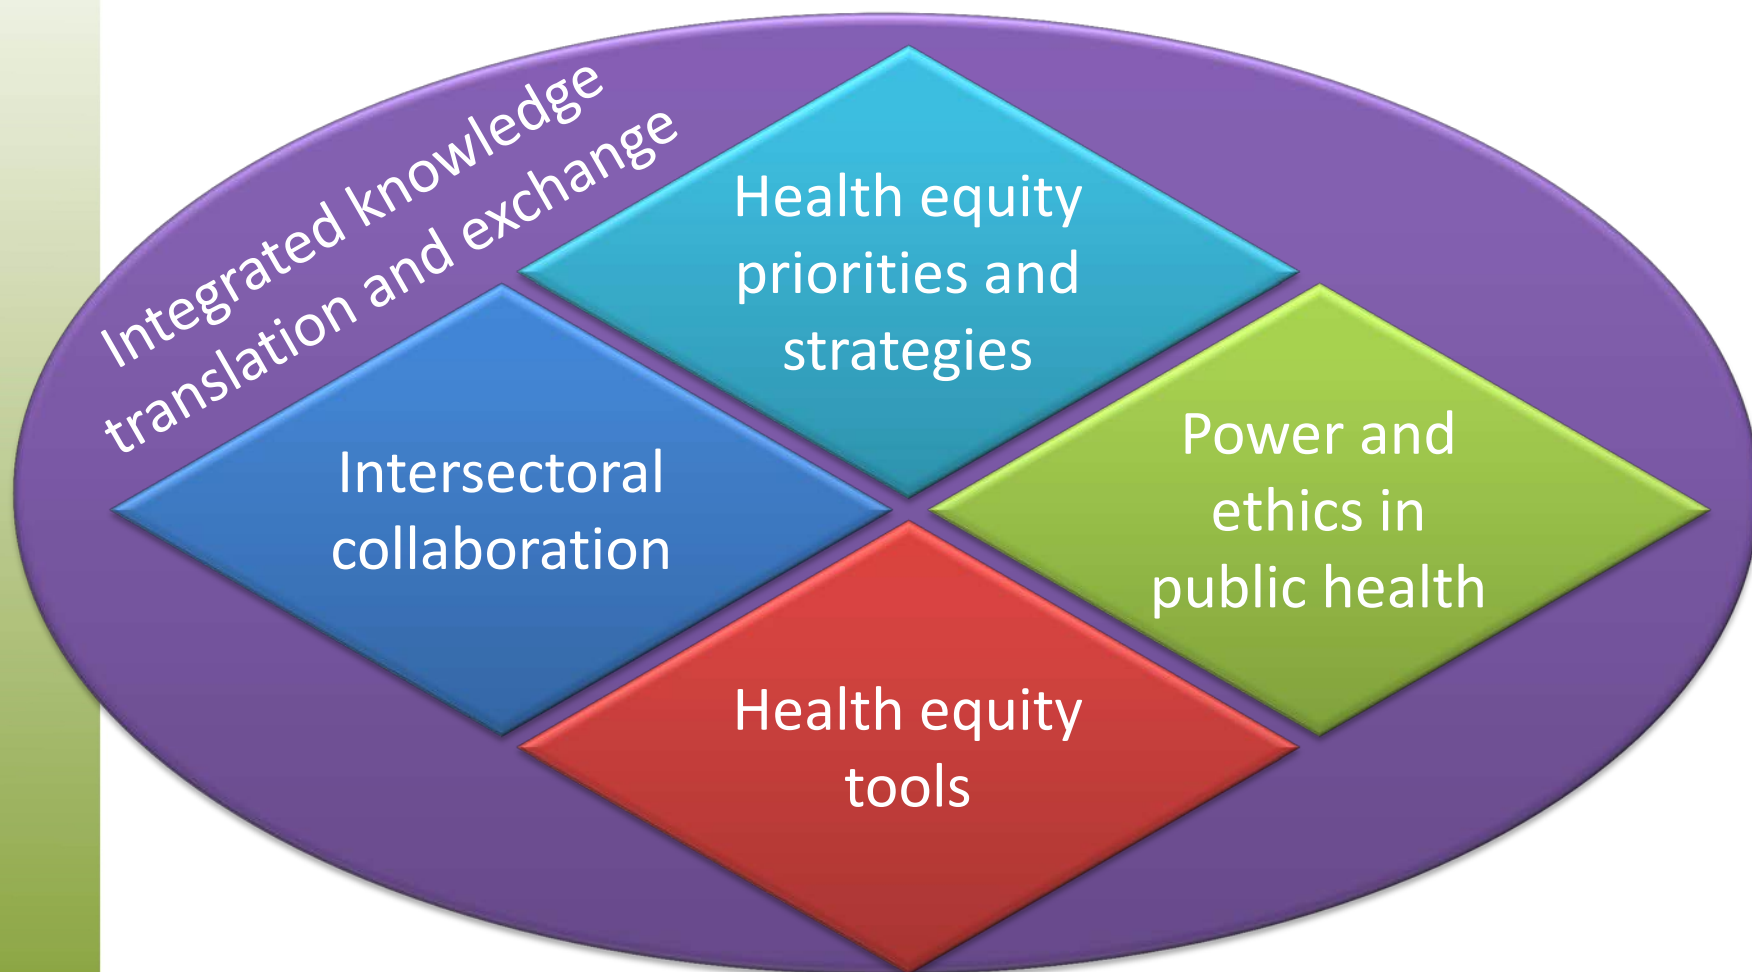 Integrated knowledge
translation and exchange
Health equity
priorities and
strategies
Intersectoral
collaboration
Power and
ethics in
public health
Health equity
tools